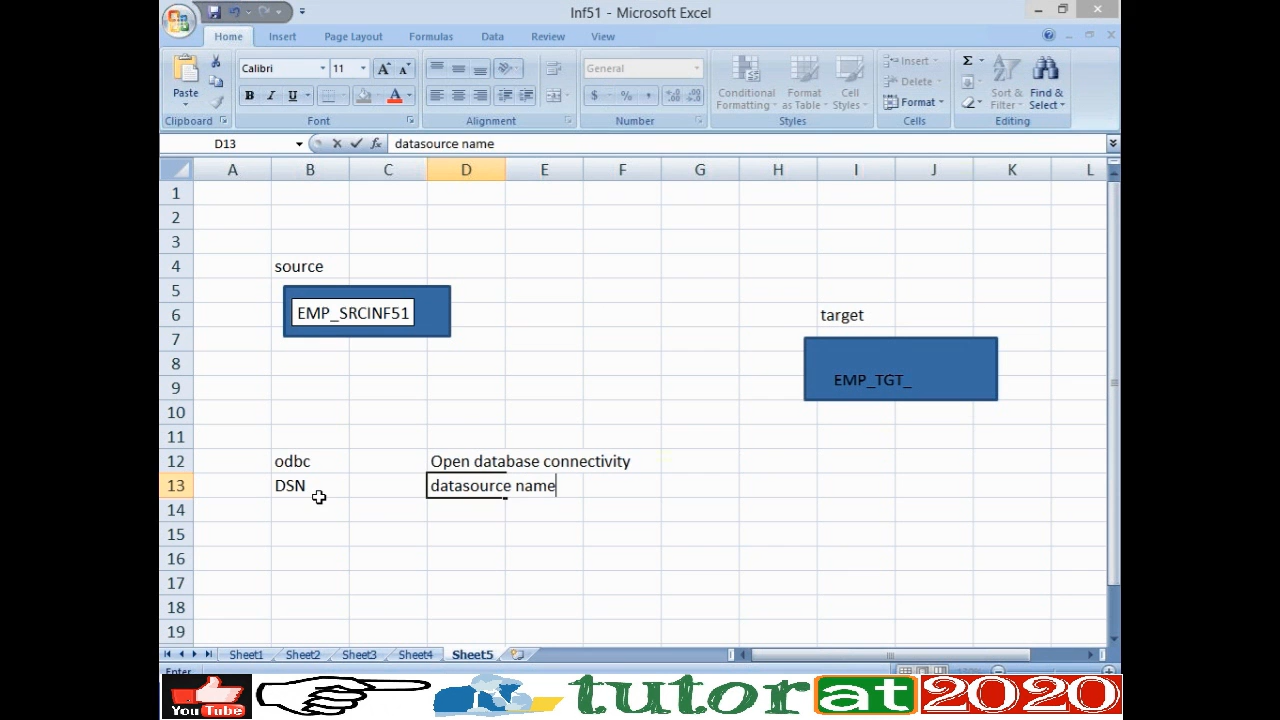 Inf51 - Microsoft Excel
Home Insert Page Layout Formulas Data Review View
Calibri 11 A A General Σ Insert
Paste Conditional Format Cell Delete Sort & Find &
B I U A $ % , Formatting as Table Styles Format Filter Select
Clipboard Font Alignment Number Styles Cells Editing
D13 fx datasource name
A B C D E F G H I J K L
1
2
3
4 source
5
6 EMP_SRCINF51 target
7
8
9 EMP_TGT_
10
11
12 odbc Open database connectivity
13 DSN datasource name
14
15
16
17
18
19
Sheet1 Sheet2 Sheet3 Sheet4 Sheet5
Enter
You Tube tutorat2020